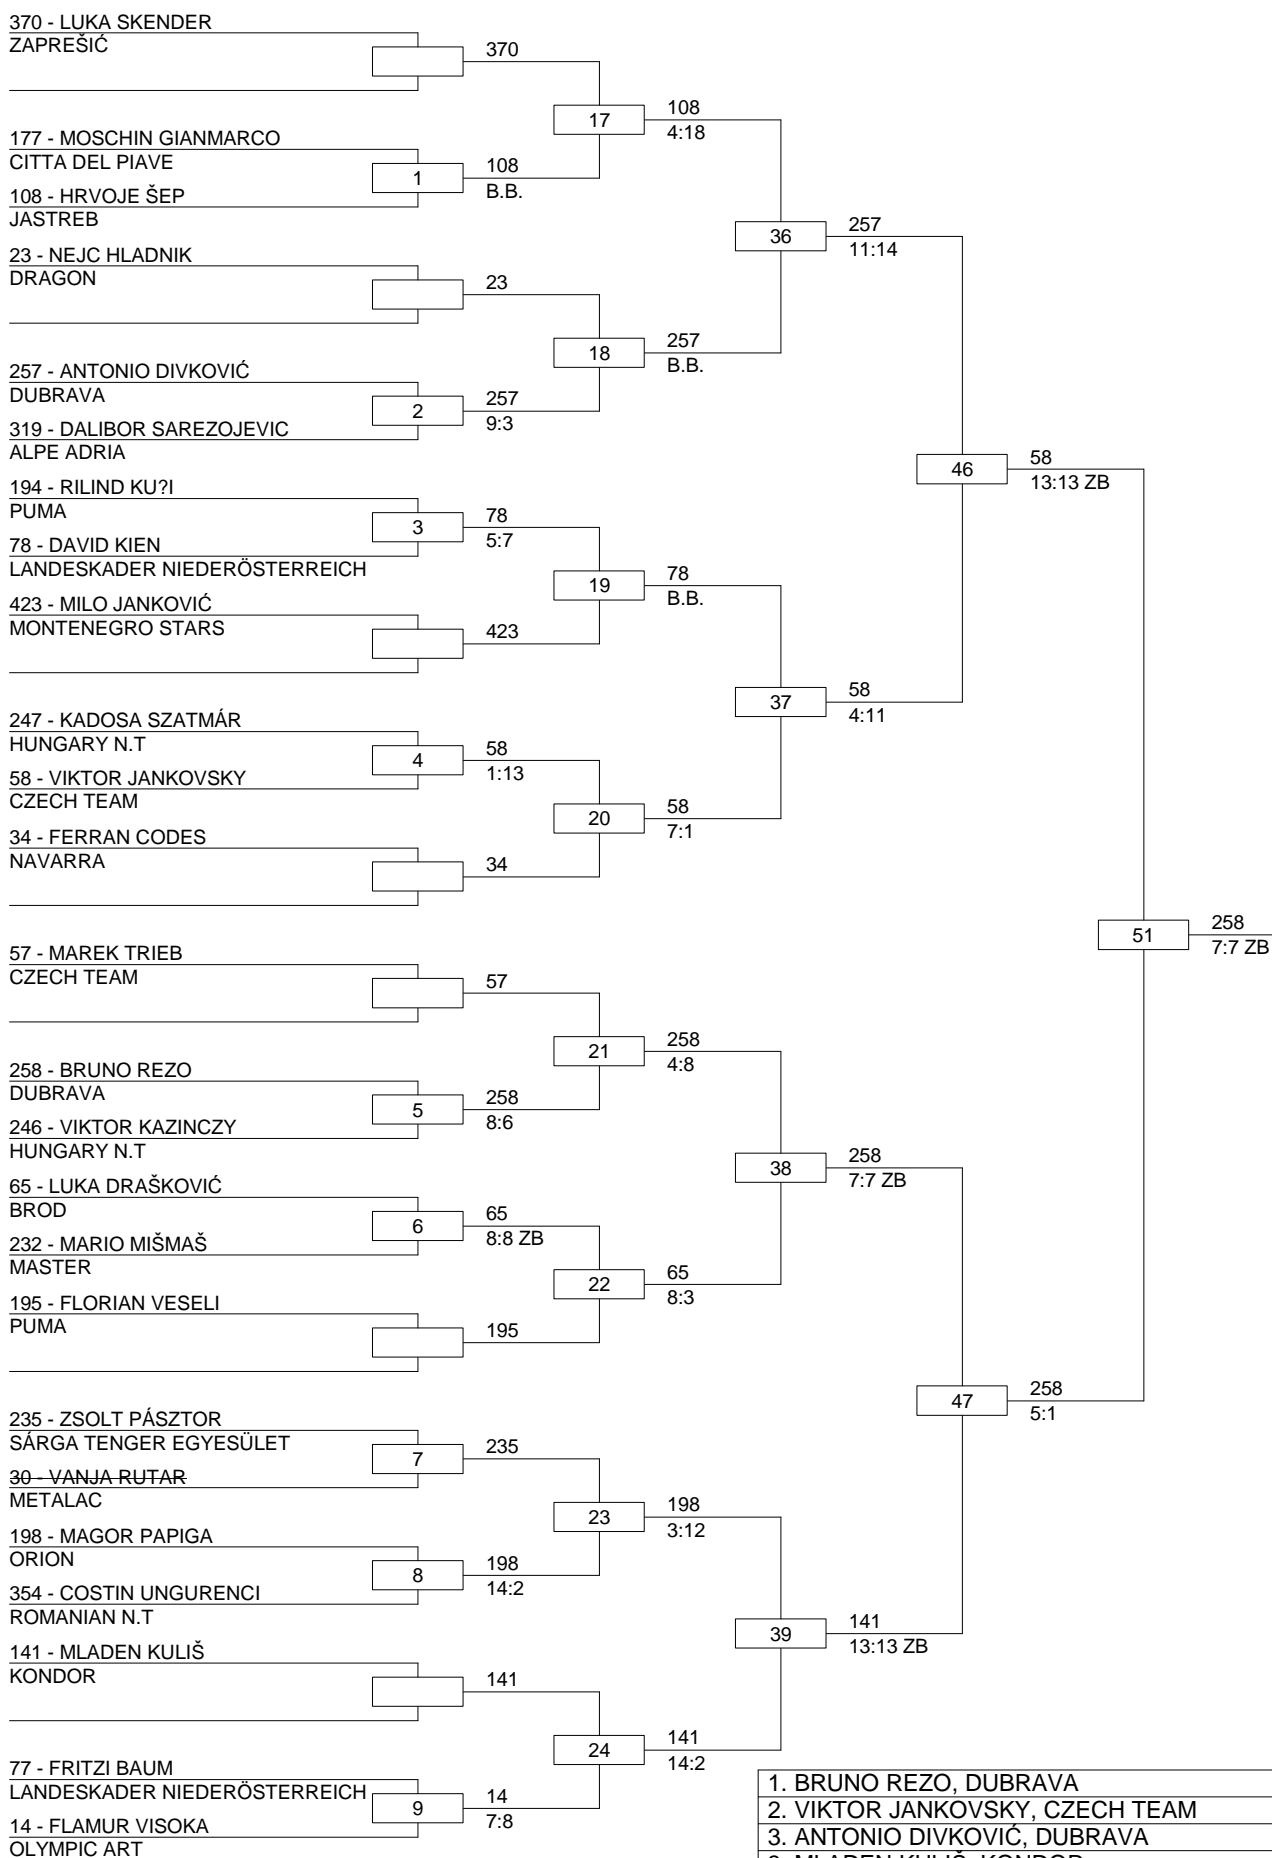 370 - LUKA SKENDER
ZAPREŠIĆ
370
177 - MOSCHIN GIANMARCO
CITTA DEL PIAVE
108 - HRVOJE ŠEP
JASTREB
1
108
B.B.
17
108
4:18
23 - NEJC HLADNIK
DRAGON
23
257 - ANTONIO DIVKOVIĆ
DUBRAVA
319 - DALIBOR SAREZOJEVIC
ALPE ADRIA
2
257
9:3
18
257
B.B.
36
257
11:14
194 - RILIND KU?I
PUMA
78 - DAVID KIEN
LANDESKADER NIEDERÖSTERREICH
3
78
5:7
423 - MILO JANKOVIĆ
MONTENEGRO STARS
423
19
78
B.B.
247 - KADOSA SZATMÁR
HUNGARY N.T
58 - VIKTOR JANKOVSKY
CZECH TEAM
4
58
1:13
34 - FERRAN CODES
NAVARRA
34
20
58
7:1
37
58
4:11
46
58
13:13 ZB
57 - MAREK TRIEB
CZECH TEAM
57
258 - BRUNO REZO
DUBRAVA
246 - VIKTOR KAZINCZY
HUNGARY N.T
5
258
8:6
21
258
4:8
65 - LUKA DRAŠKOVIĆ
BROD
232 - MARIO MIŠMAŠ
MASTER
6
65
8:8 ZB
195 - FLORIAN VESELI
PUMA
195
22
65
8:3
38
258
7:7 ZB
235 - ZSOLT PÁSZTOR
SÁRGA TENGER EGYESÜLET
30 - VANJA RUTAR
METALAC
7
235
198 - MAGOR PAPIGA
ORION
354 - COSTIN UNGURENCI
ROMANIAN N.T
8
198
14:2
23
198
3:12
141 - MLADEN KULIŠ
KONDOR
141
77 - FRITZI BAUM
LANDESKADER NIEDERÖSTERREICH
14 - FLAMUR VISOKA
OLYMPIC ART
9
14
7:8
24
141
14:2
39
141
13:13 ZB
47
258
5:1
51
258
7:7 ZB
1. BRUNO REZO, DUBRAVA
2. VIKTOR JANKOVSKY, CZECH TEAM
3. ANTONIO DIVKOVIĆ, DUBRAVA
3. MLADEN KULIŠ, KONDOR